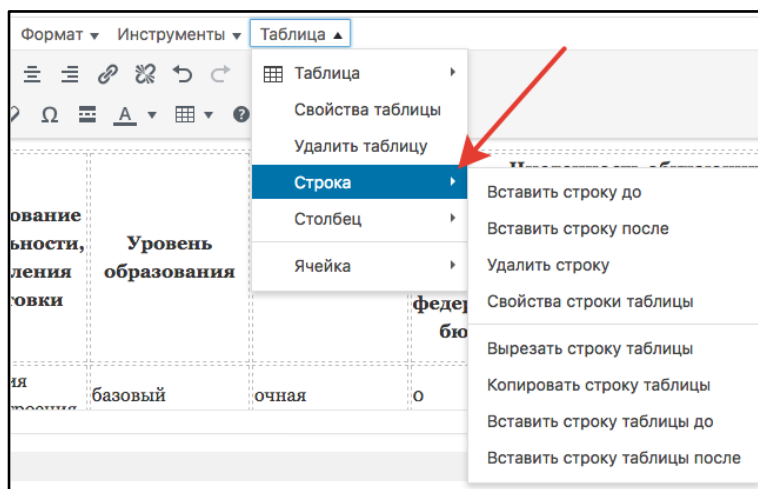 Формат Инструменты Таблица
Ω A
Таблица
Свойства таблицы
Удалить таблицу
Строка
Столбец
Ячейка
Вставить строку до
Вставить строку после
Удалить строку
Свойства строки таблицы
Вырезать строку таблицы
Копировать строку таблицы
Вставить строку таблицы до
Вставить строку таблицы после
Уровень
образования
базовый
очная